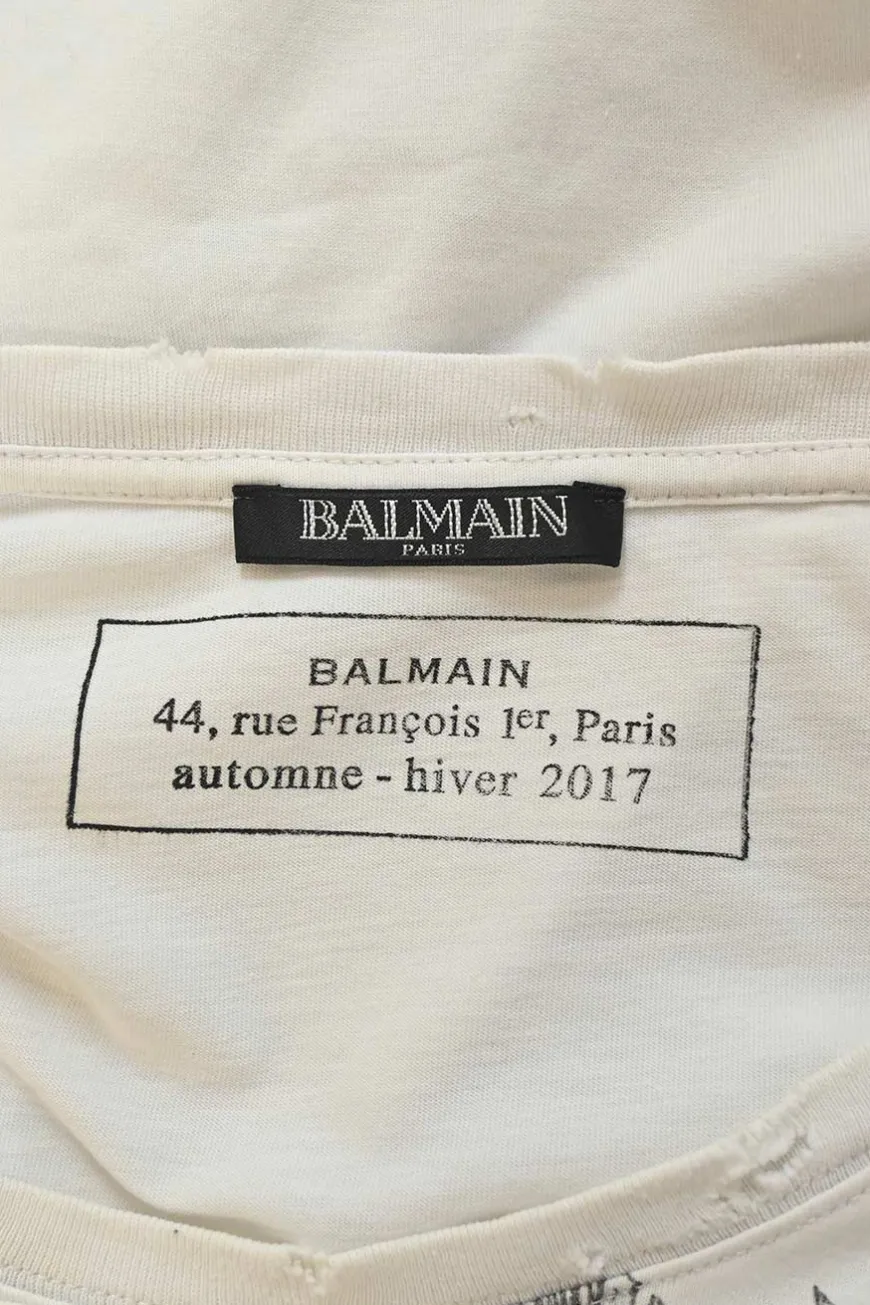 BALMAIN
PARIS
BALMAIN
44, rue François 1er, Paris
automne - hiver 2017